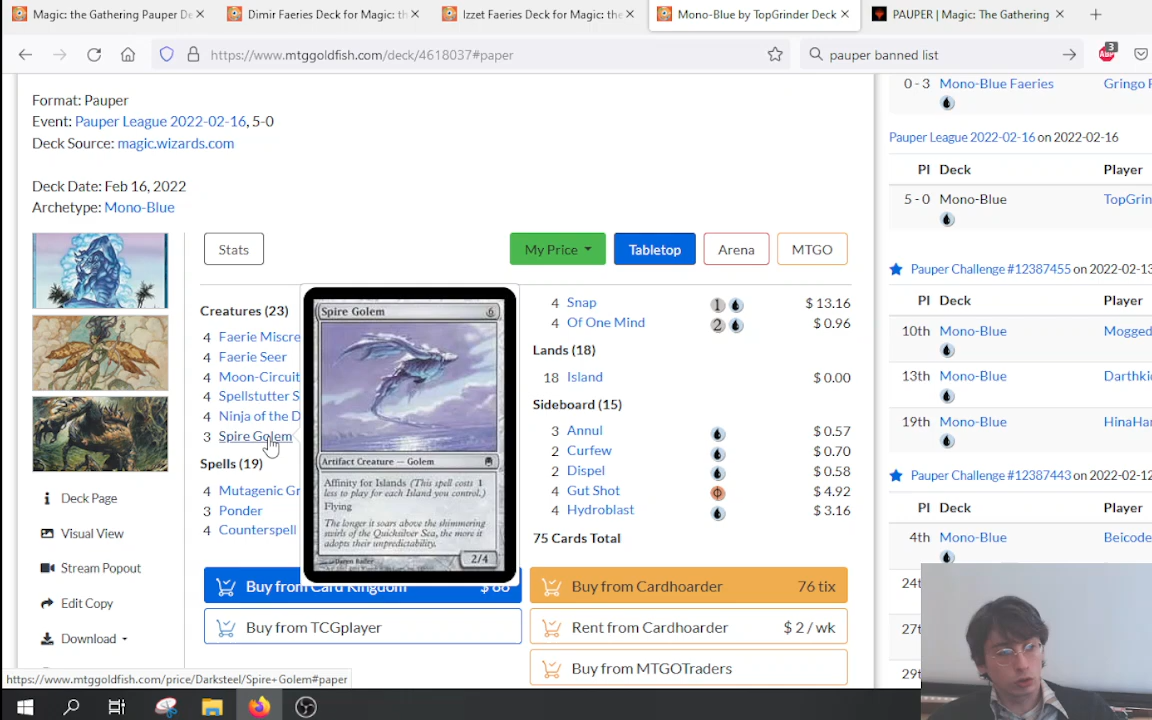 Magic: the Gathering Pauper De
Dimir Faeries Deck for Magic: th
Izzet Faeries Deck for Magic: the
Mono-Blue by TopGrinder Deck
PAUPER | Magic: The Gathering
https://www.mtggoldfish.com/deck/4618037#paper
pauper banned list
3
Format: Pauper
Event: Pauper League 2022-02-16, 5-0
Deck Source: magic.wizards.com
Deck Date: Feb 16, 2022
Archetype: Mono-Blue
Stats
My Price
Tabletop
Arena
MTGO
Creatures (23)
4 Faerie Miscre
4 Faerie Seer
4 Moon-Circuit
4 Spellstutter S
4 Ninja of the D
3 Spire Golem
Spells (19)
4 Mutagenic Gr
3 Ponder
4 Counterspell
Spire Golem 6
Artifact Creature — Golem
Affinity for Islands (This spell costs 1
less to play for each Island you control.)
Flying
The longer it soars above the shimmering
swirls of the Quicksilver Sea, the more it
adopts their unpredictability.
Daren Bader
2/4
4 Snap 1 $ 13.16
4 Of One Mind 2 $ 0.96
Lands (18)
18 Island $ 0.00
Sideboard (15)
3 Annul $ 0.57
2 Curfew $ 0.70
2 Dispel $ 0.58
4 Gut Shot $ 4.92
4 Hydroblast $ 3.16
75 Cards Total
Buy from Card Kingdom $ 66
Buy from Cardhoarder 76 tix
Buy from TCGplayer
Rent from Cardhoarder $ 2 / wk
Buy from MTGOTraders
Deck Page
Visual View
Stream Popout
Edit Copy
Download
0 - 3 Mono-Blue Faeries Gringo F
Pauper League 2022-02-16 on 2022-02-16
Pl Deck Player
5 - 0 Mono-Blue TopGrin
Pauper Challenge #12387455 on 2022-02-13
Pl Deck Player
10th Mono-Blue Mogged
13th Mono-Blue Darthkid
19th Mono-Blue HinaHar
Pauper Challenge #12387443 on 2022-02-12
Pl Deck Player
4th Mono-Blue Beicode
24th
27th
29th
https://www.mtggoldfish.com/price/Darksteel/Spire+Golem#paper